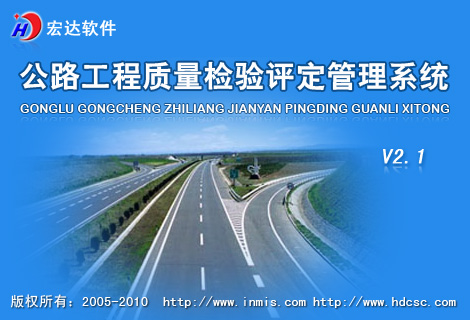 HD 宏达软件
公路工程质量检验评定管理系统
GONGLU GONGCHENG ZHILIANG JIANYAN PINGDING GUANLI XITONG
V2.1
版权所有：2005-2010 http://www.inmis.com http://www.hdcsc.com